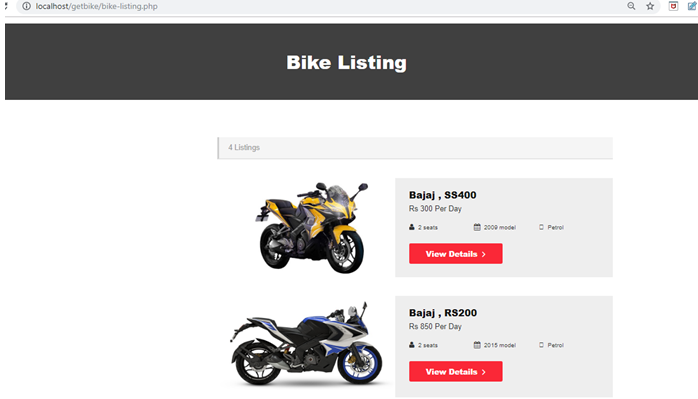 localhost/getbike/bike-listing.php
Bike Listing
4 Listings
Bajaj , SS400
Rs 300 Per Day
2 seats 2009 model Petrol
View Details
Bajaj , RS200
Rs 850 Per Day
2 seats 2015 model Petrol
View Details